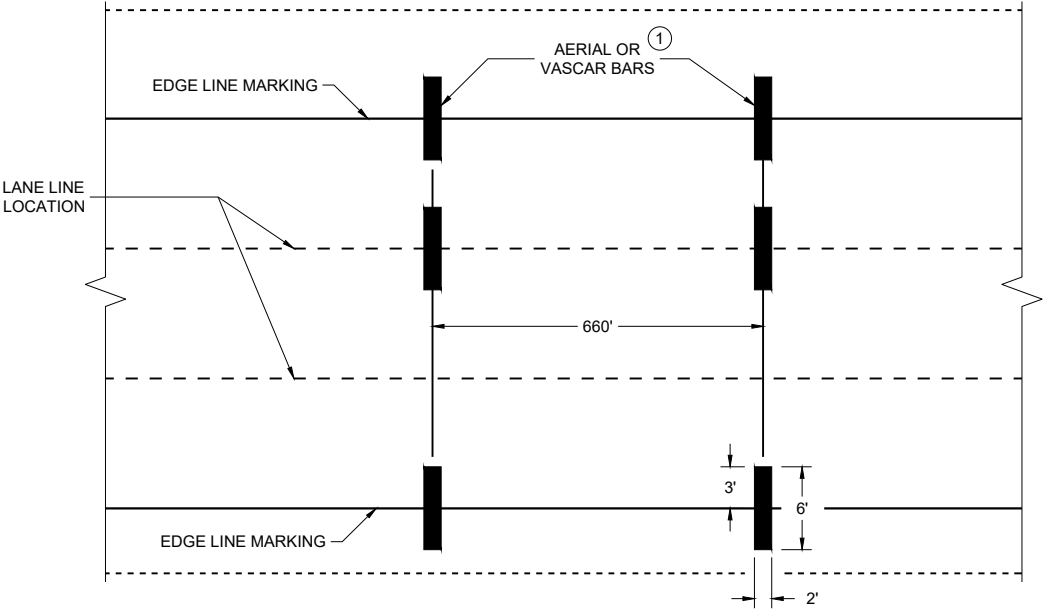 AERIAL OR
VASCAR BARS
1
EDGE LINE MARKING
LANE LINE
LOCATION
660'
3'
6'
EDGE LINE MARKING
2'